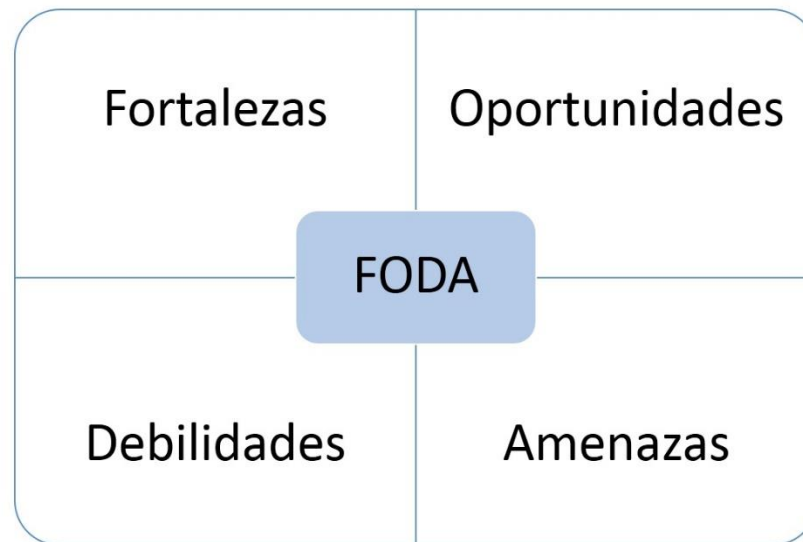 Fortalezas
Oportunidades
FODA
Debilidades
Amenazas